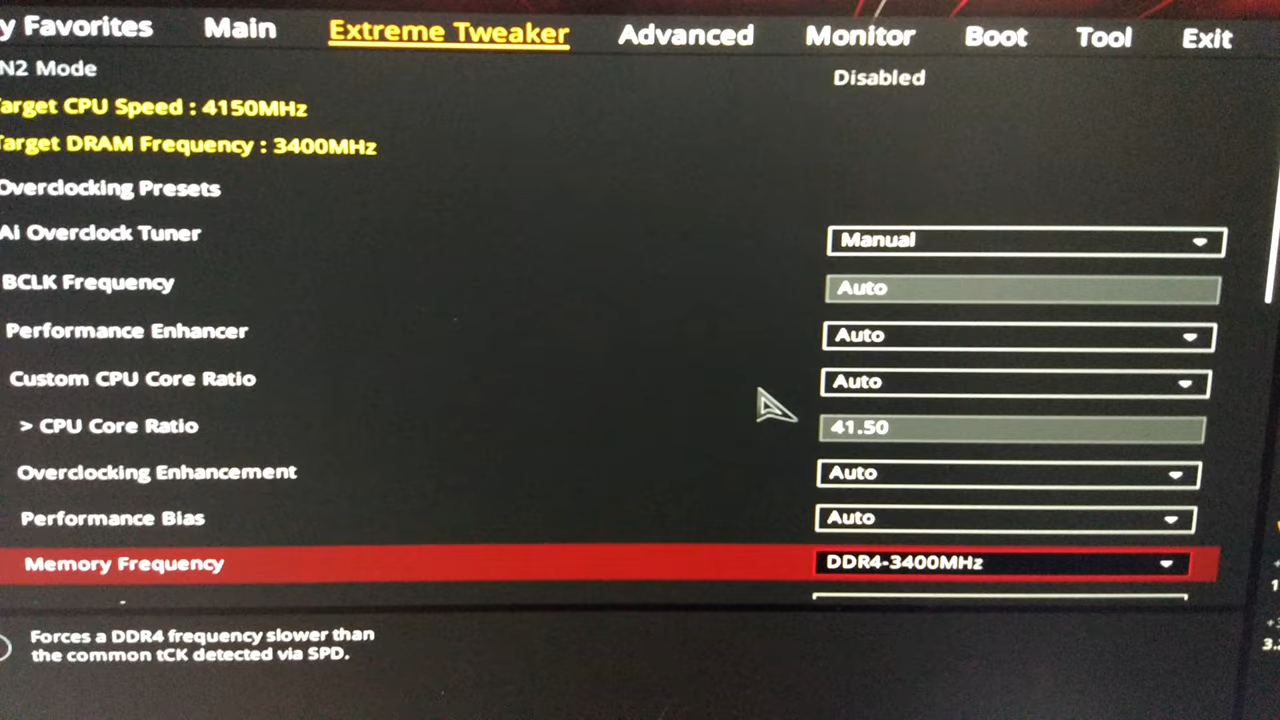 y Favorites Main Extreme Tweaker Advanced Monitor Boot Tool Exit
N2 Mode Disabled
arget CPU Speed : 4150MHz
Target DRAM Frequency : 3400MHz
Overclocking Presets
Ai Overclock Tuner Manual
BCLK Frequency Auto
Performance Enhancer Auto
Custom CPU Core Ratio Auto
> CPU Core Ratio 41.50
Overclocking Enhancement Auto
Performance Bias Auto
Memory Frequency DDR4-3400MHz
Forces a DDR4 frequency slower than
the common tCK detected via SPD.